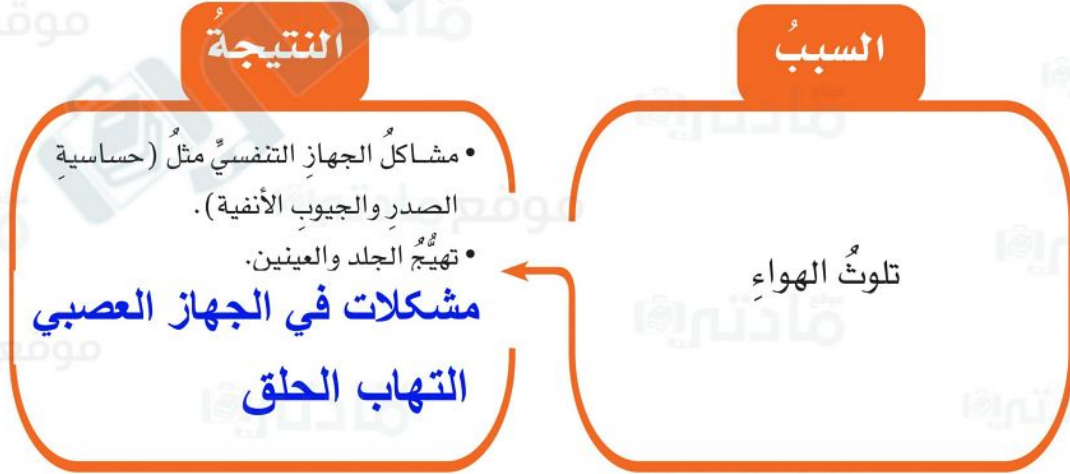 السببُ
تلوثُ الهواءِ
النتيجةُ
• مشاكلُ الجهازِ التنفسيِّ مثلُ (حساسيةِ
الصدرِ والجيوبِ الأنفية).
• تهيُّجُ الجلد والعينين.
مشكلات في الجهاز العصبي
التهاب الحلق